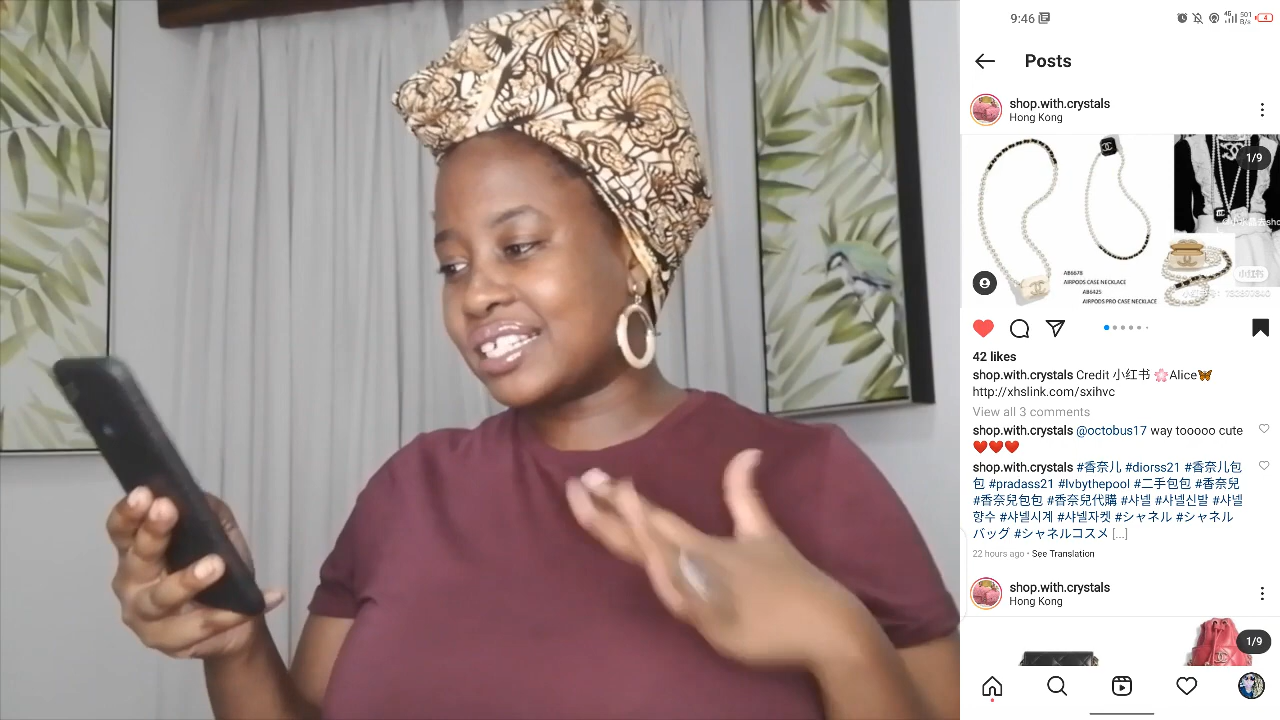 9:46
4G
501
B/s
4
Posts
shop.with.crystals
Hong Kong
1/9
AB6678
AIRPODS CASE NECKLACE
AB6425
AIRPODS PRO CASE NECKLACE
小红书
42 likes
shop.with.crystals Credit 小红书 🌸Alice🦋
http://xhslink.com/sxihvc
View all 3 comments
shop.with.crystals @octobus17 way tooooo cute
❤️❤️❤️
shop.with.crystals #香奈儿 #diorss21 #香奈儿包
包 #pradass21 #lvbythepool #二手包包 #香奈兒
#香奈兒包包 #香奈兒代購 #샤넬 #샤넬신발 #샤넬
향수 #샤넬시계 #샤넬자켓 #シャネル #シャネル
バッグ #シャネルコスメ [...]
22 hours ago • See Translation
shop.with.crystals
Hong Kong
1/9